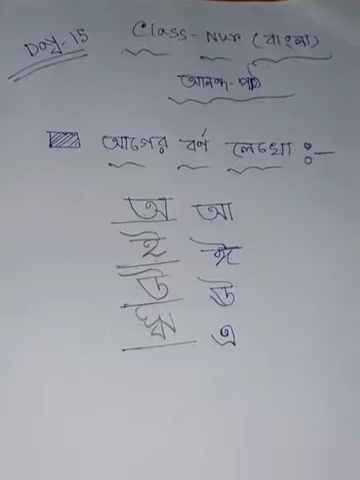 Day-15
Class-Nur (বাংলা)
আনন্দ-পাঠ
আগের বর্ণ লেখো :-
অ আ
ই ঈ
উ ঊ
ঋ এ